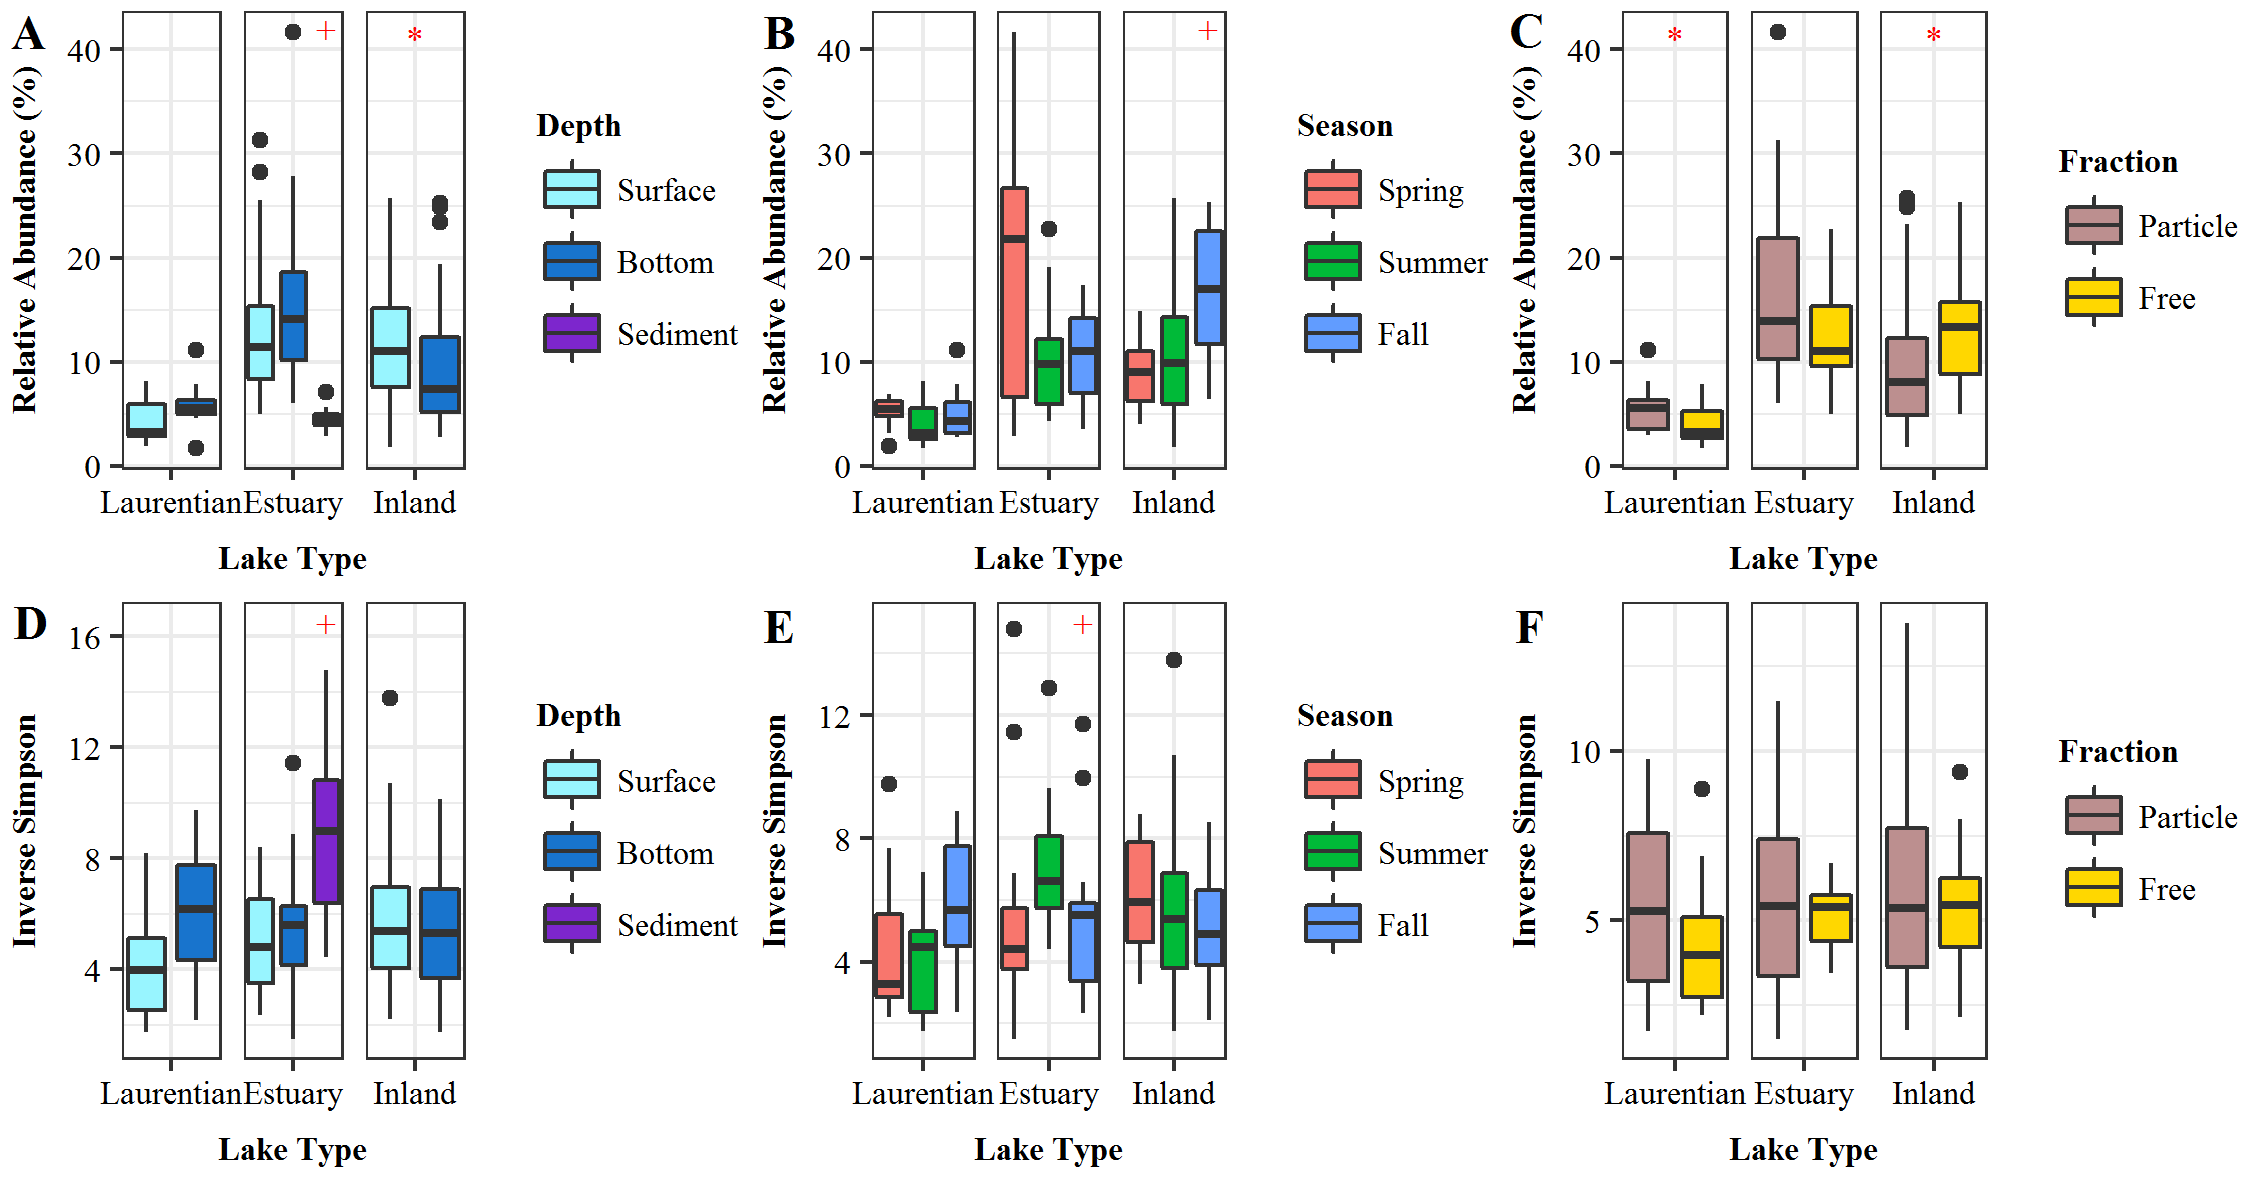 A
Relative Abundance (%)
40
30
20
10
0
+
*
Laurentian
Estuary
Inland
Lake Type
Depth
Surface
Bottom
Sediment
B
Relative Abundance (%)
40
30
20
10
0
+
Laurentian
Estuary
Inland
Lake Type
Season
Spring
Summer
Fall
C
Relative Abundance (%)
40
30
20
10
0
*
*
Laurentian
Estuary
Inland
Lake Type
Fraction
Particle
Free
D
Inverse Simpson
16
12
8
4
+
Laurentian
Estuary
Inland
Lake Type
Depth
Surface
Bottom
Sediment
E
Inverse Simpson
12
8
4
+
Laurentian
Estuary
Inland
Lake Type
Season
Spring
Summer
Fall
F
Inverse Simpson
10
5
Laurentian
Estuary
Inland
Lake Type
Fraction
Particle
Free